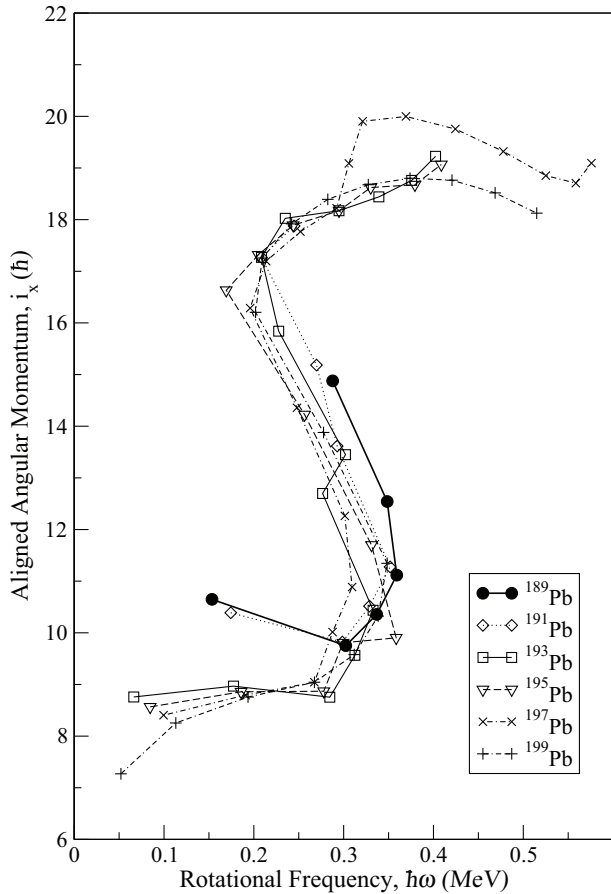 22
20
18
16
14
12
10
8
6
Aligned Angular Momentum, i_x (ħ)
¹⁸⁹Pb
¹⁹¹Pb
¹⁹³Pb
¹⁹⁵Pb
¹⁹⁷Pb
¹⁹⁹Pb
0 0.1 0.2 0.3 0.4 0.5
Rotational Frequency, ħω (MeV)